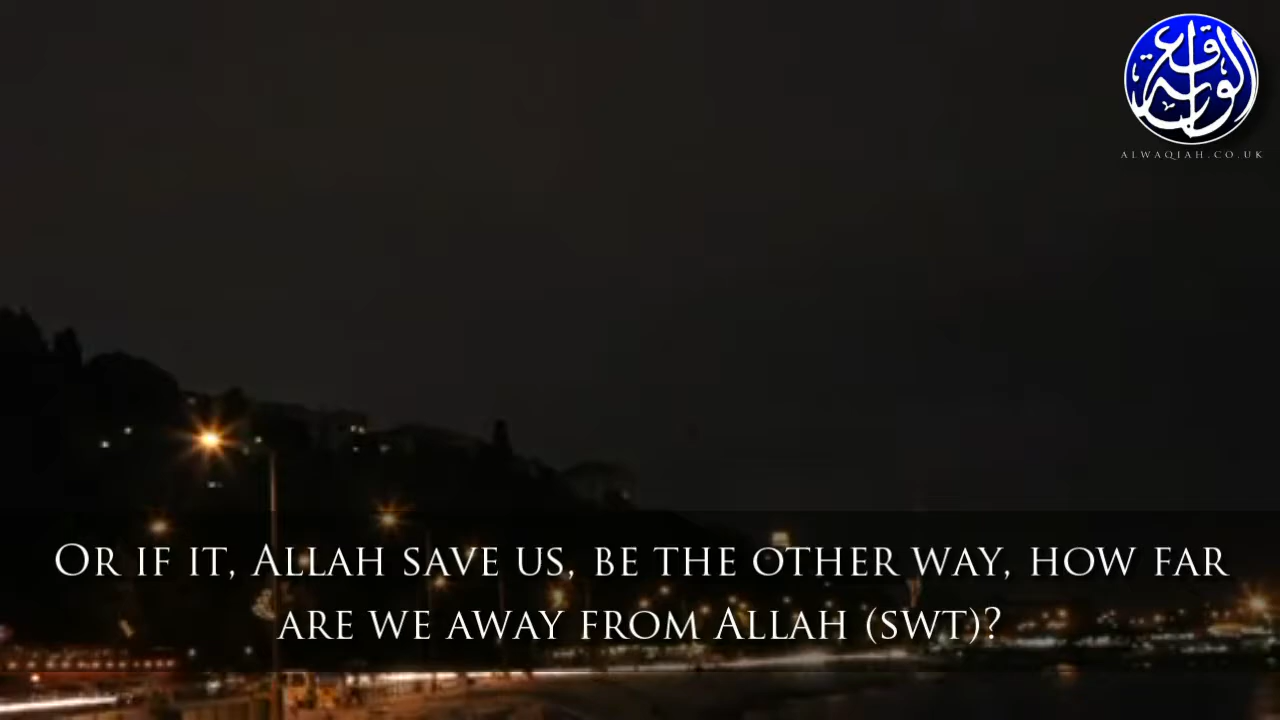 الواقعة
ALWAQIAH.CO.UK
OR IF IT, ALLAH SAVE US, BE THE OTHER WAY, HOW FAR
ARE WE AWAY FROM ALLAH (SWT)?